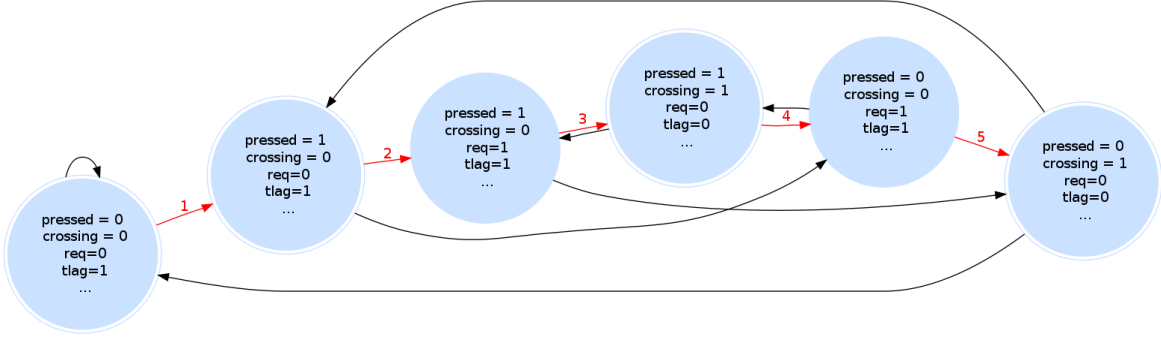 pressed = 0
crossing = 0
req=0
tlag=1
...
1
pressed = 1
crossing = 0
req=0
tlag=1
...
2
pressed = 1
crossing = 0
req=1
tlag=1
...
3
pressed = 1
crossing = 1
req=0
tlag=0
...
4
pressed = 0
crossing = 0
req=1
tlag=1
...
5
pressed = 0
crossing = 1
req=0
tlag=0
...